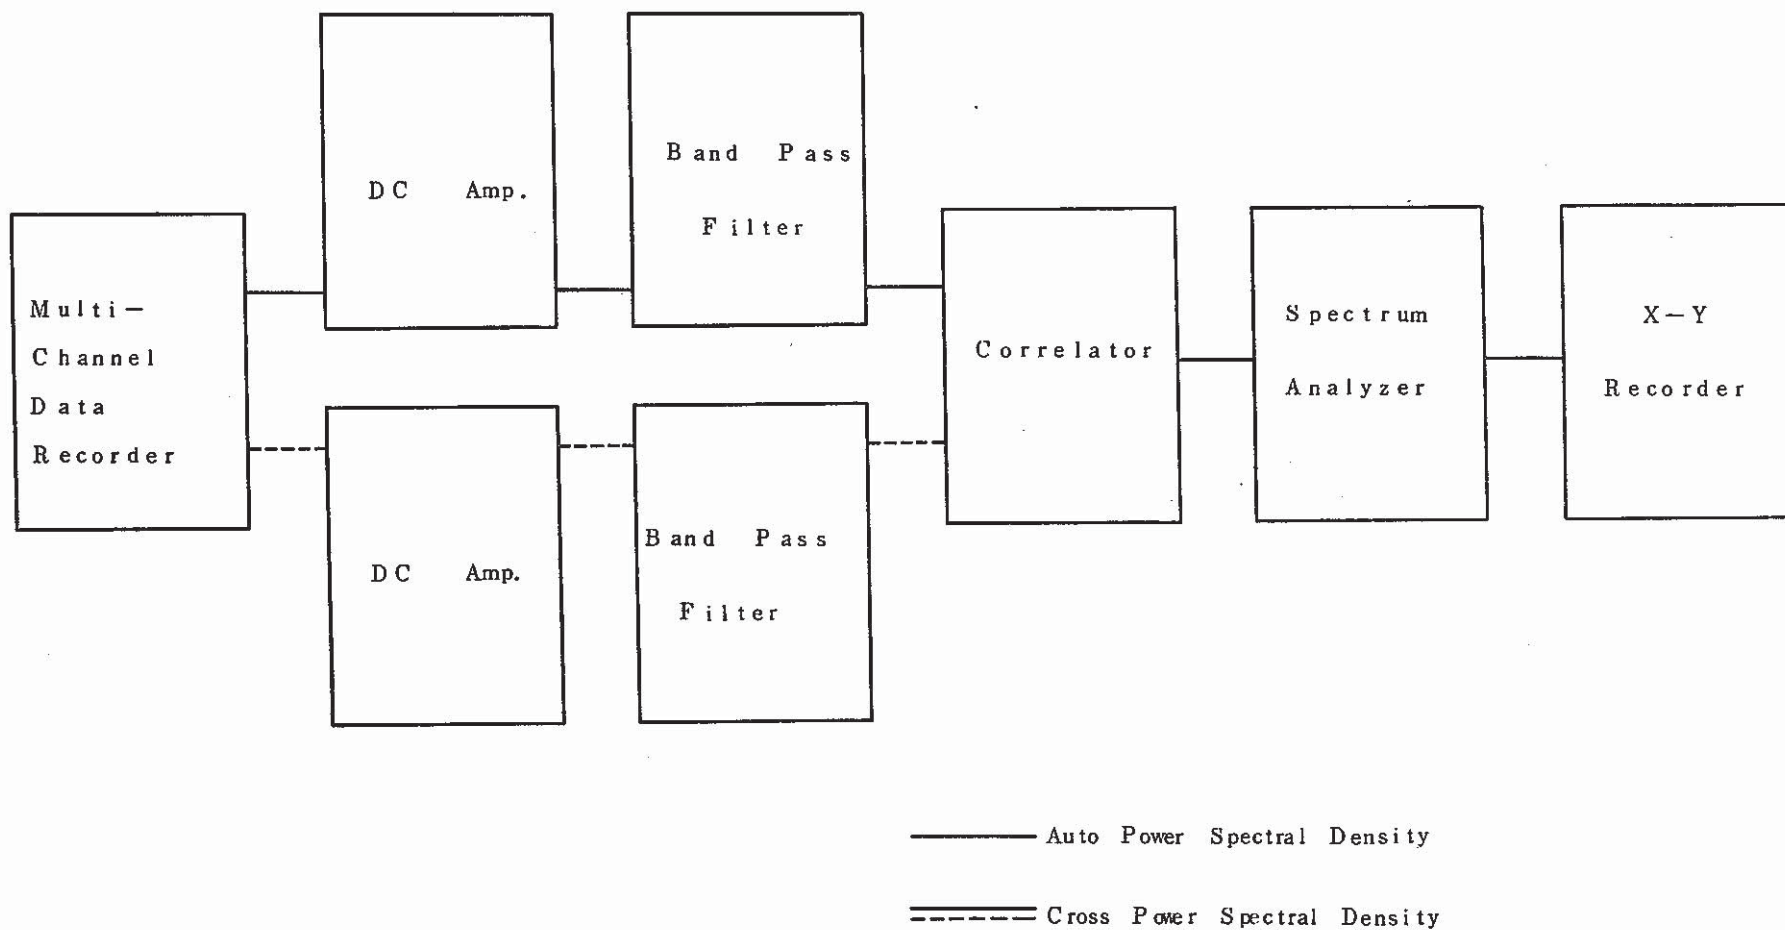 Multi-
Channel
Data
Recorder
DC Amp.
Band Pass
Filter
DC Amp.
Band Pass
Filter
Correlator
Spectrum
Analyzer
X-Y
Recorder
Auto Power Spectral Density
Cross Power Spectral Density